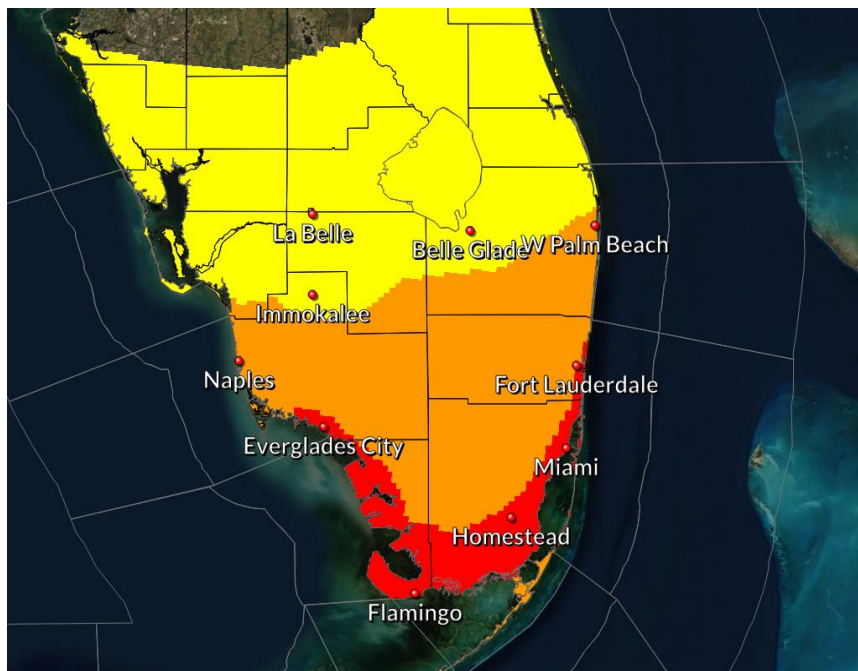 La Belle
Belle Glade
W Palm Beach
Immokalee
Naples
Fort Lauderdale
Everglades City
Miami
Homestead
Flamingo